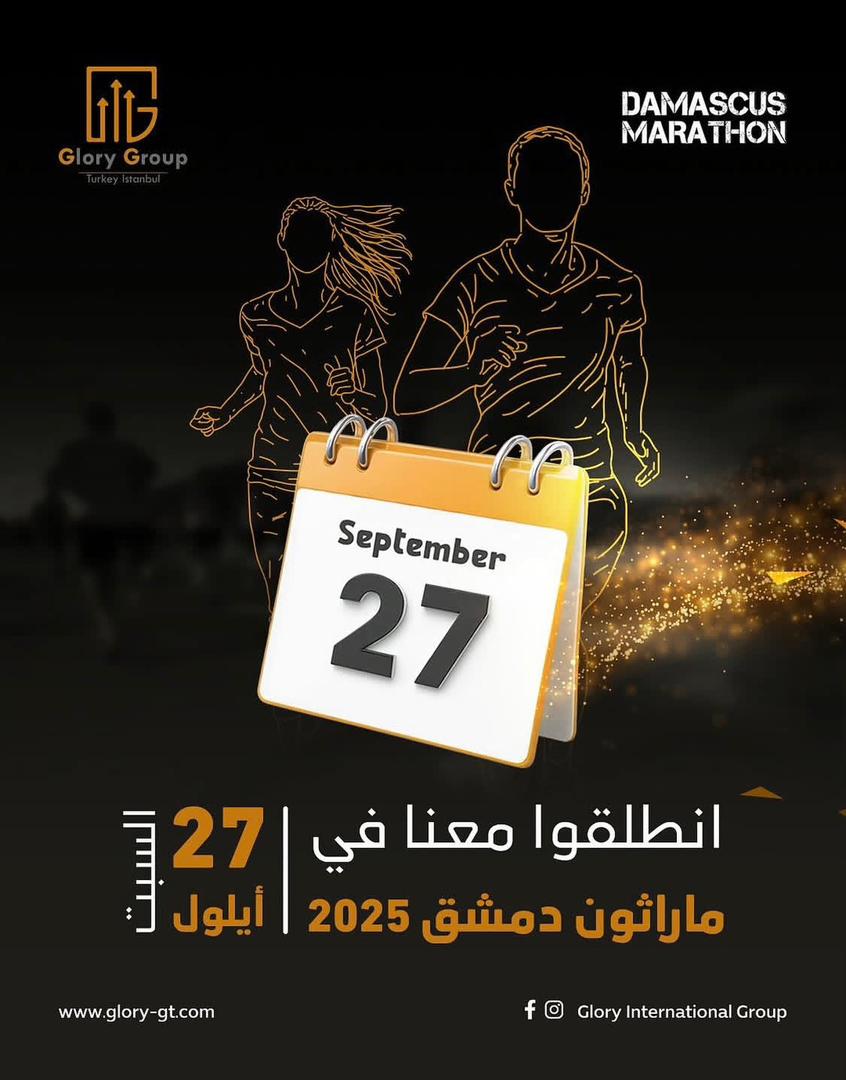 Glory Group
Turkey Istanbul
DAMASCUS
MARATHON
September
27
انطلقوا معنا في
ماراثون دمشق 2025
27
أيلول
السبت
www.glory-gt.com
Glory International Group